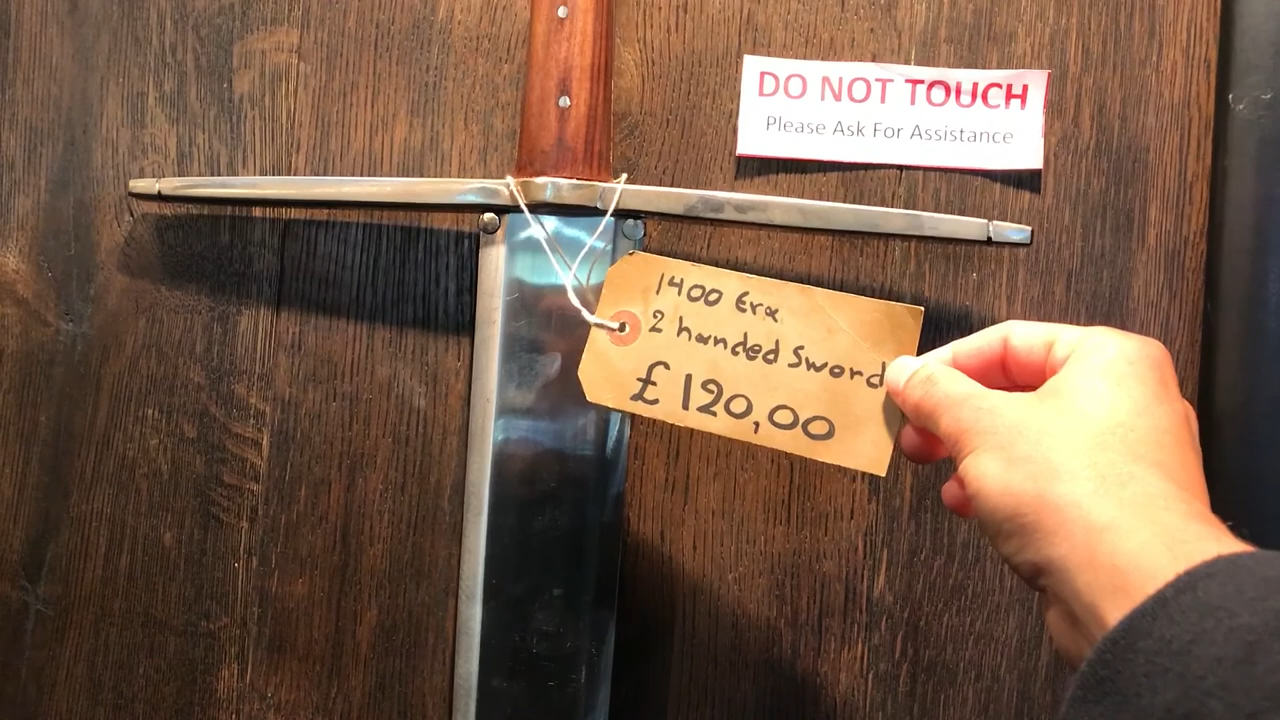 DO NOT TOUCH
Please Ask For Assistance
1400 Era
2 handed Sword
£120,00